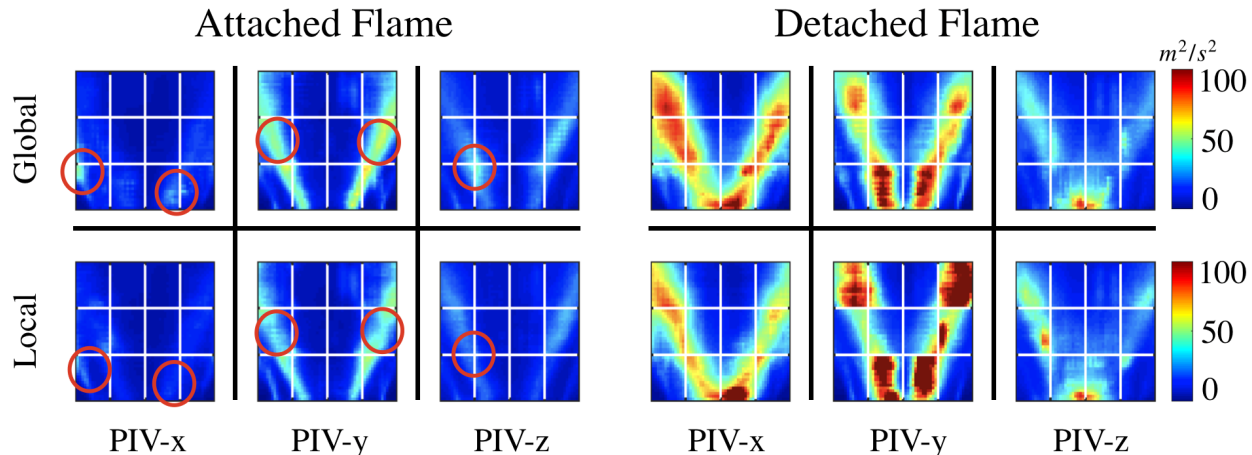 Attached Flame
Detached Flame
m²/s²
Global
100
50
0
Local
100
50
0
PIV-x
PIV-y
PIV-z
PIV-x
PIV-y
PIV-z